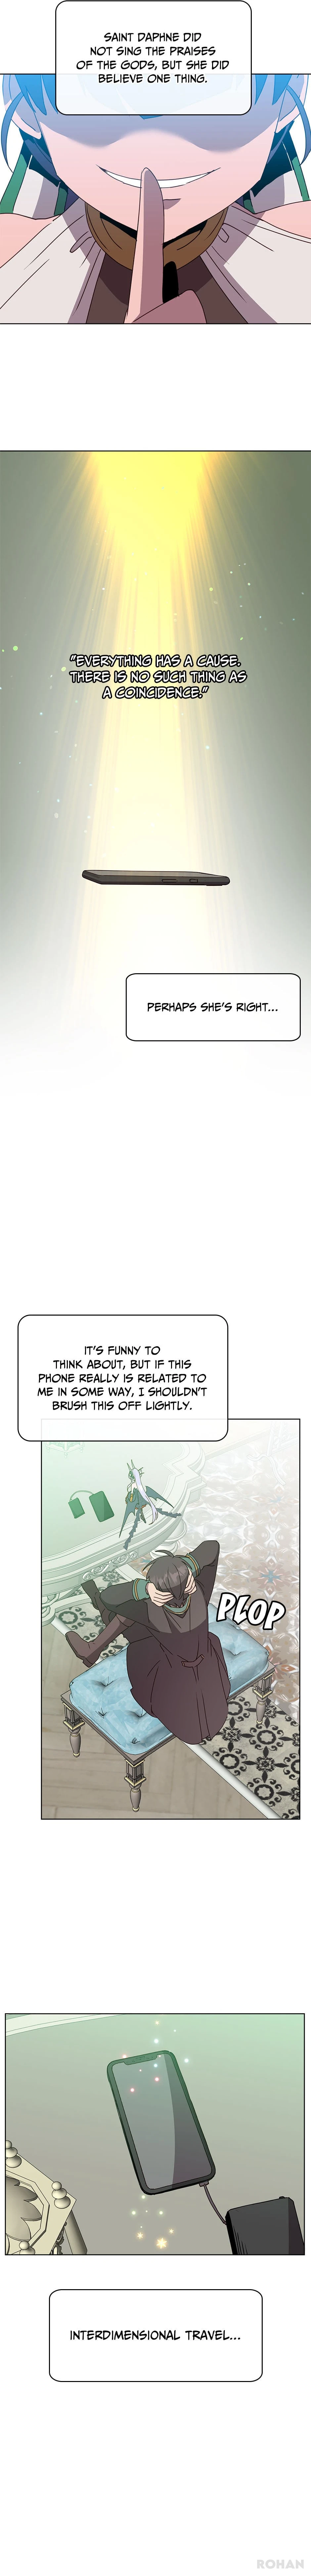 SAINT DAPHNE DID
NOT SING THE PRAISES
OF THE GODS, BUT SHE DID
BELIEVE ONE THING.
"EVERYTHING HAS A CAUSE.
THERE IS NO SUCH THING AS
A COINCIDENCE."
PERHAPS SHE'S RIGHT...
IT'S FUNNY TO
THINK ABOUT, BUT IF THIS
PHONE REALLY IS RELATED TO
ME IN SOME WAY, I SHOULDN'T
BRUSH THIS OFF LIGHTLY.
PLOP
INTERDIMENSIONAL TRAVEL...
ROHAN